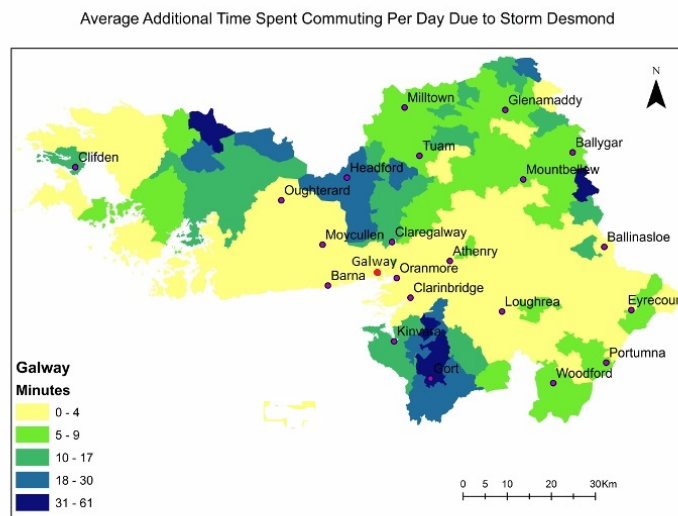 Average Additional Time Spent Commuting Per Day Due to Storm Desmond
N
Milltown
Glenamaddy
Clifden
Tuam
Ballygar
Headford
Mountbellew
Oughterard
Moycullen
Claregalway
Ballinasloe
Galway
Athenry
Barna
Oranmore
Clarinbridge
Loughrea
Eyrecour
Kinvara
Portumna
Gort
Woodford
Galway
Minutes
0 - 4
5 - 9
10 - 17
18 - 30
31 - 61
0 5 10 20 30Km